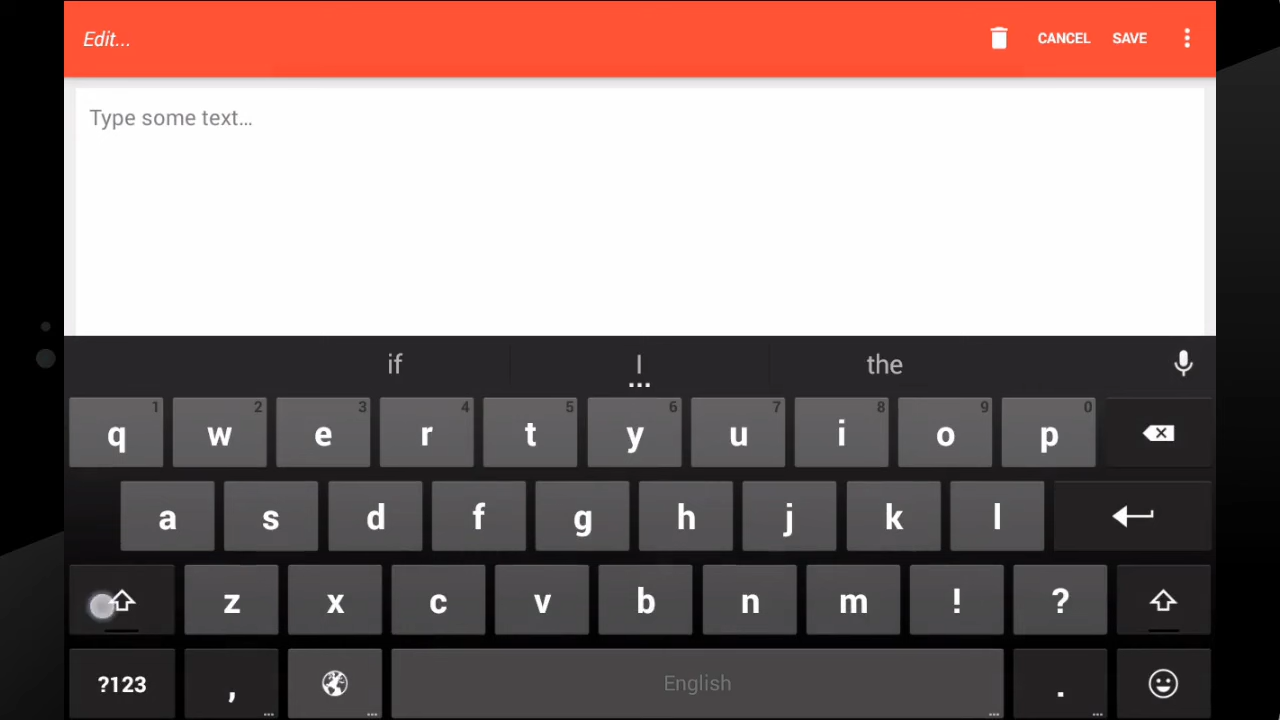 Edit...
CANCEL SAVE
Type some text...
if I the
1 2 3 4 5 6 7 8 9 0
q w e r t y u i o p
a s d f g h j k l
z x c v b n m ! ?
?123 , English .